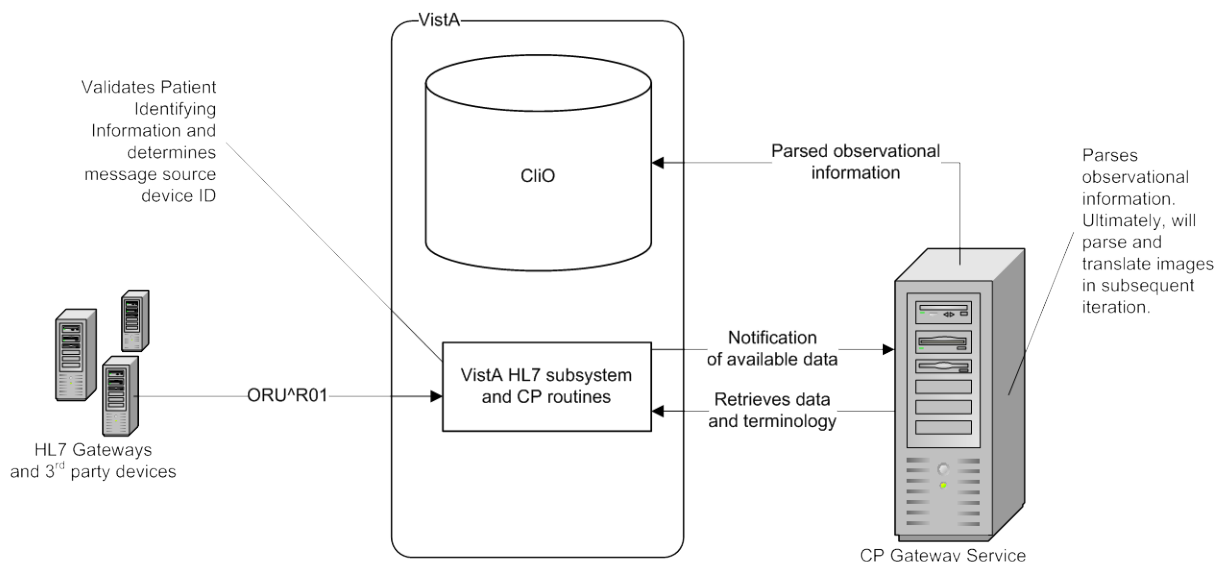 VistA
Validates Patient
Identifying
Information and
determines
message source
device ID
CliO
Parsed observational
information
Parses
observational
information.
Ultimately, will
parse and
translate images
in subsequent
iteration.
Notification
of available data
VistA HL7 subsystem
and CP routines
ORU^R01
Retrieves data
and terminology
HL7 Gateways
and 3rd party devices
CP Gateway Service